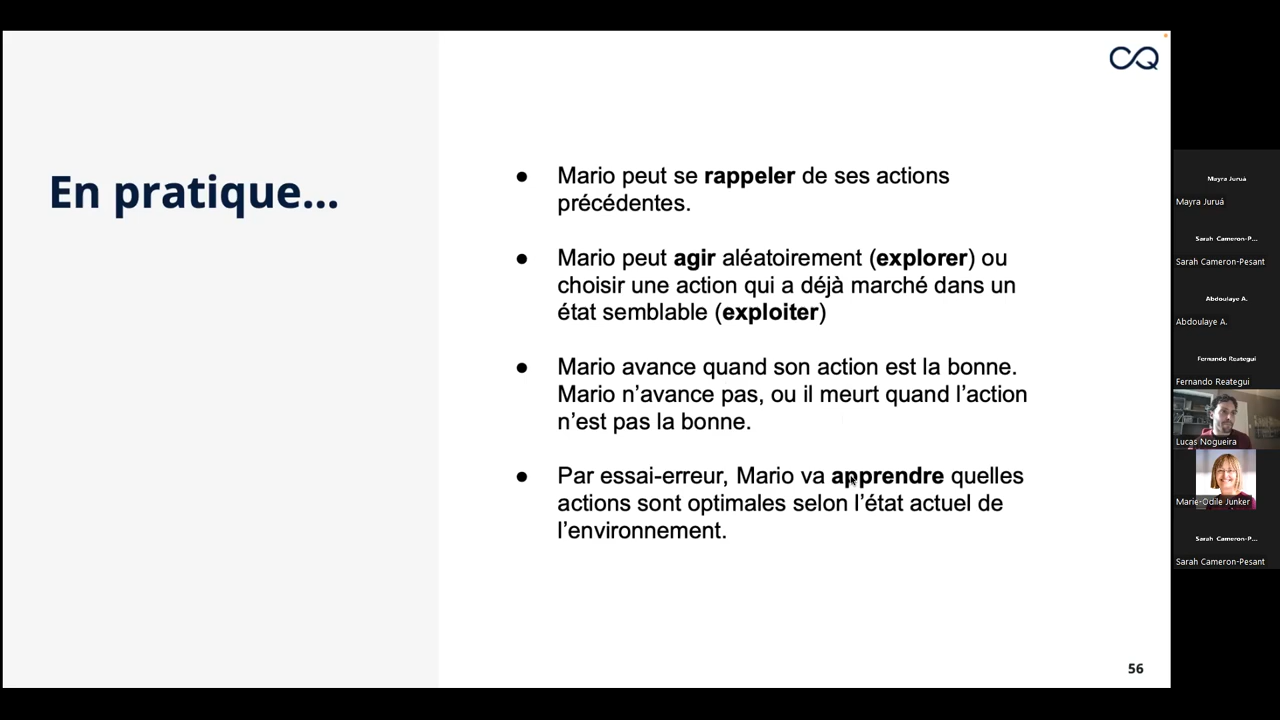 En pratique...
● Mario peut se rappeler de ses actions
précédentes.
● Mario peut agir aléatoirement (explorer) ou
choisir une action qui a déjà marché dans un
état semblable (exploiter)
● Mario avance quand son action est la bonne.
Mario n’avance pas, ou il meurt quand l’action
n’est pas la bonne.
● Par essai-erreur, Mario va apprendre quelles
actions sont optimales selon l’état actuel de
l’environnement.
56
Mayra Juruá
Mayra Juruá
Sarah Cameron-P...
Sarah Cameron-Pesant
Abdoulaye A.
Abdoulaye A.
Fernando Reategui
Fernando Reategui
Lucas Nogueira
Marie-Odile Junker
Sarah Cameron-P...
Sarah Cameron-Pesant